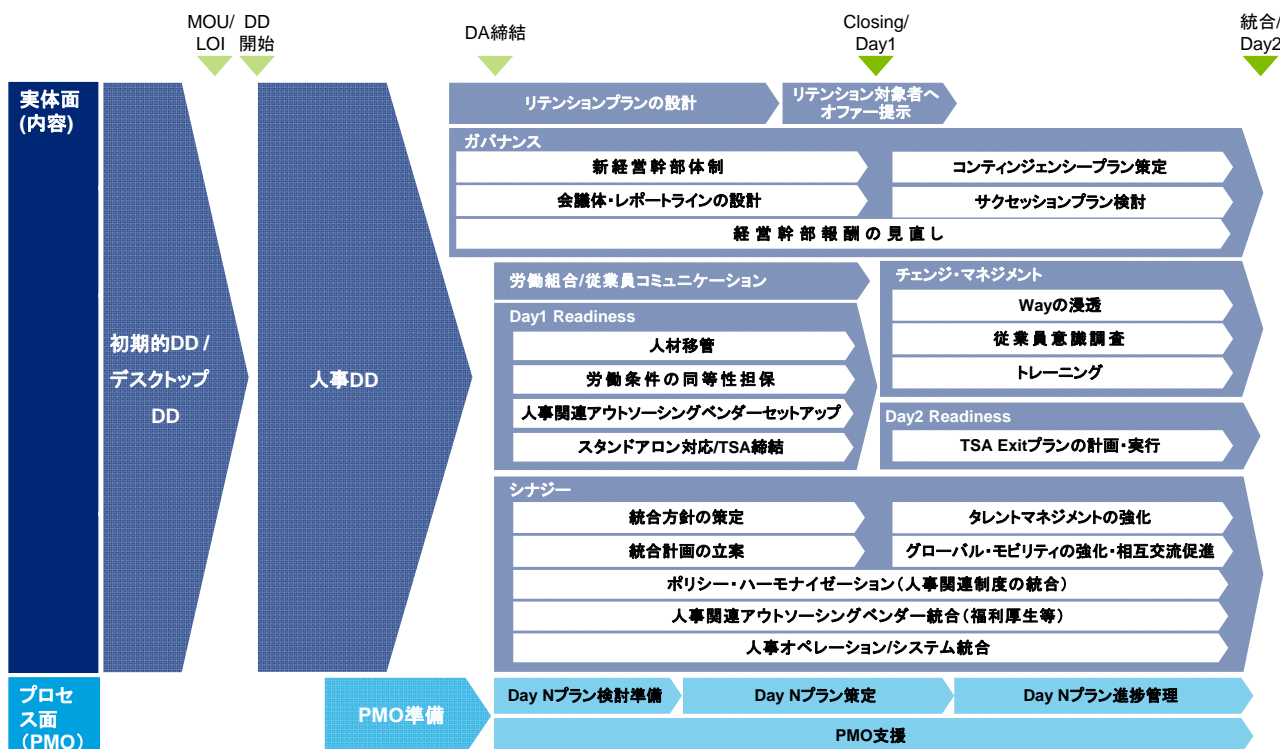 MOU/
LOI
DD
開始
DA締結
Closing/
Day1
統合/
Day2
実体面
(内容)
初期的DD /
デスクトップ
DD
人事DD
リテンションプランの設計
リテンション対象者へ
オファー提示
ガバナンス
新経営幹部体制
コンティンジェンシープラン策定
会議体・レポートラインの設計
サクセッションプラン検討
経営幹部報酬の見直し
労働組合/従業員コミュニケーション
Day1 Readiness
人材移管
労働条件の同等性担保
人事関連アウトソーシングベンダーセットアップ
スタンドアロン対応/TSA締結
チェンジ・マネジメント
Wayの浸透
従業員意識調査
トレーニング
Day2 Readiness
TSA Exitプランの計画・実行
シナジー
統合方針の策定
タレントマネジメントの強化
統合計画の立案
グローバル・モビリティの強化・相互交流促進
ポリシー・ハーモナイゼーション（人事関連制度の統合）
人事関連アウトソーシングベンダー統合（福利厚生等）
人事オペレーション/システム統合
プロセ
ス面
（PMO）
PMO準備
Day Nプラン検討準備
Day Nプラン策定
Day Nプラン進捗管理
PMO支援